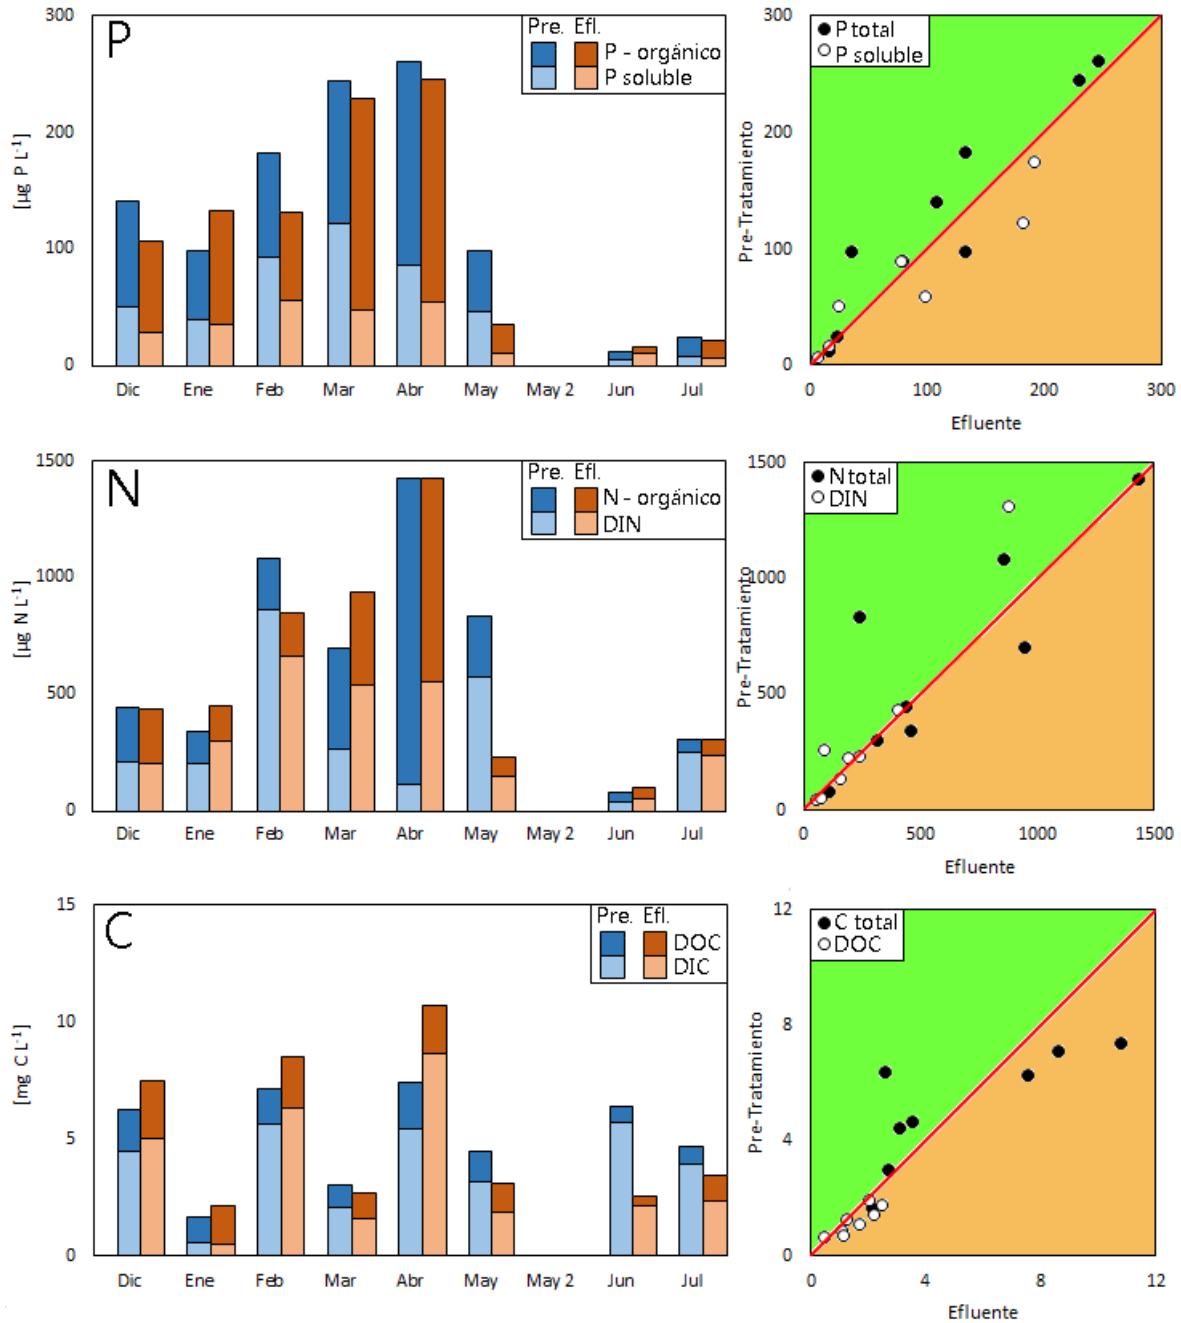 P
Pre. Efl.
P - orgánico
P soluble
300
200
100
0
[µg P L-1]
Dic Ene Feb Mar Abr May May 2 Jun Jul
P total
P soluble
300
200
100
0
Pre-Tratamiento
0 100 200 300
Efluente
N
Pre. Efl.
N - orgánico
DIN
1500
1000
500
0
[µg N L-1]
Dic Ene Feb Mar Abr May May 2 Jun Jul
N total
DIN
1500
1000
500
0
Pre-Tratamiento
0 500 1000 1500
Efluente
C
Pre. Efl.
DOC
DIC
15
10
5
0
[mg C L-1]
Dic Ene Feb Mar Abr May May 2 Jun Jul
C total
DOC
12
8
4
0
Pre-Tratamiento
0 4 8 12
Efluente